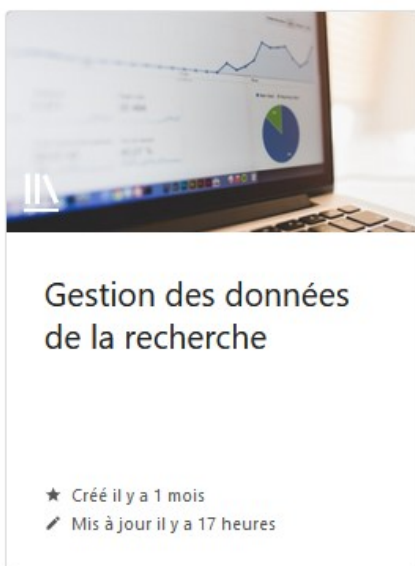 Gestion des données
de la recherche
Créé il y a 1 mois
Mis à jour il y a 17 heures